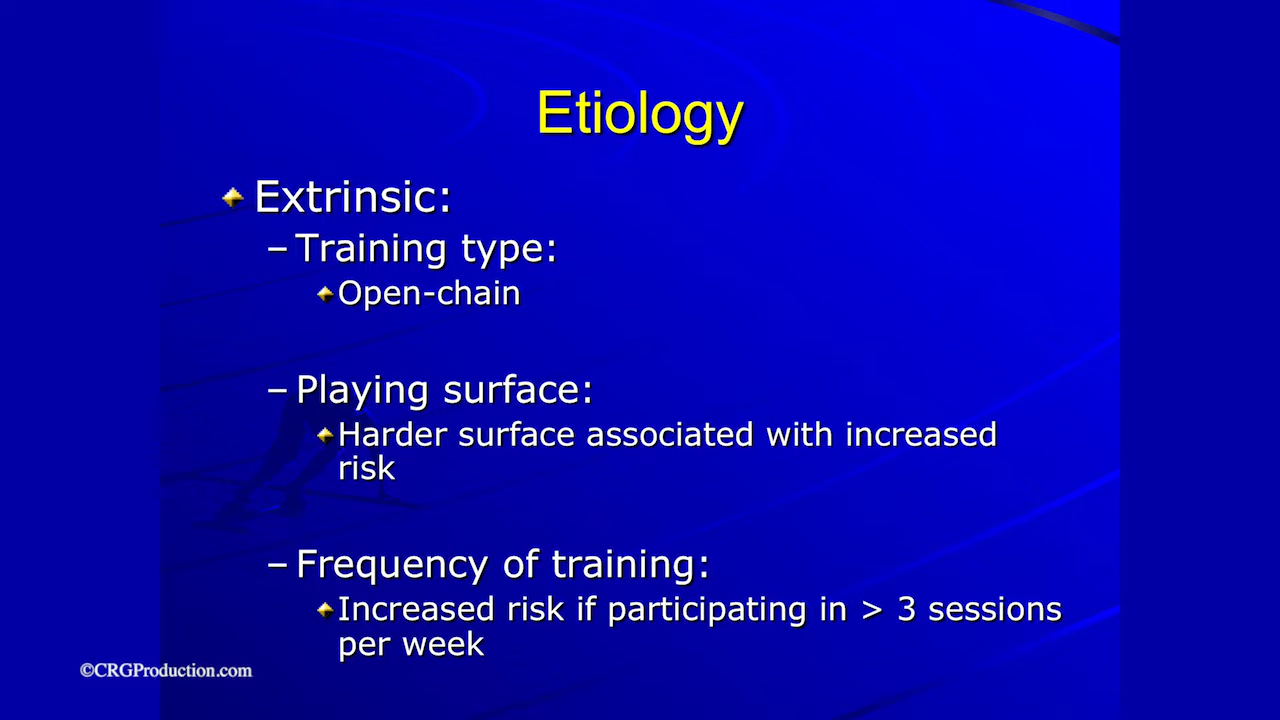 Etiology
Extrinsic:
– Training type:
Open-chain
– Playing surface:
Harder surface associated with increased
risk
– Frequency of training:
Increased risk if participating in > 3 sessions
per week
©CRGProduction.com